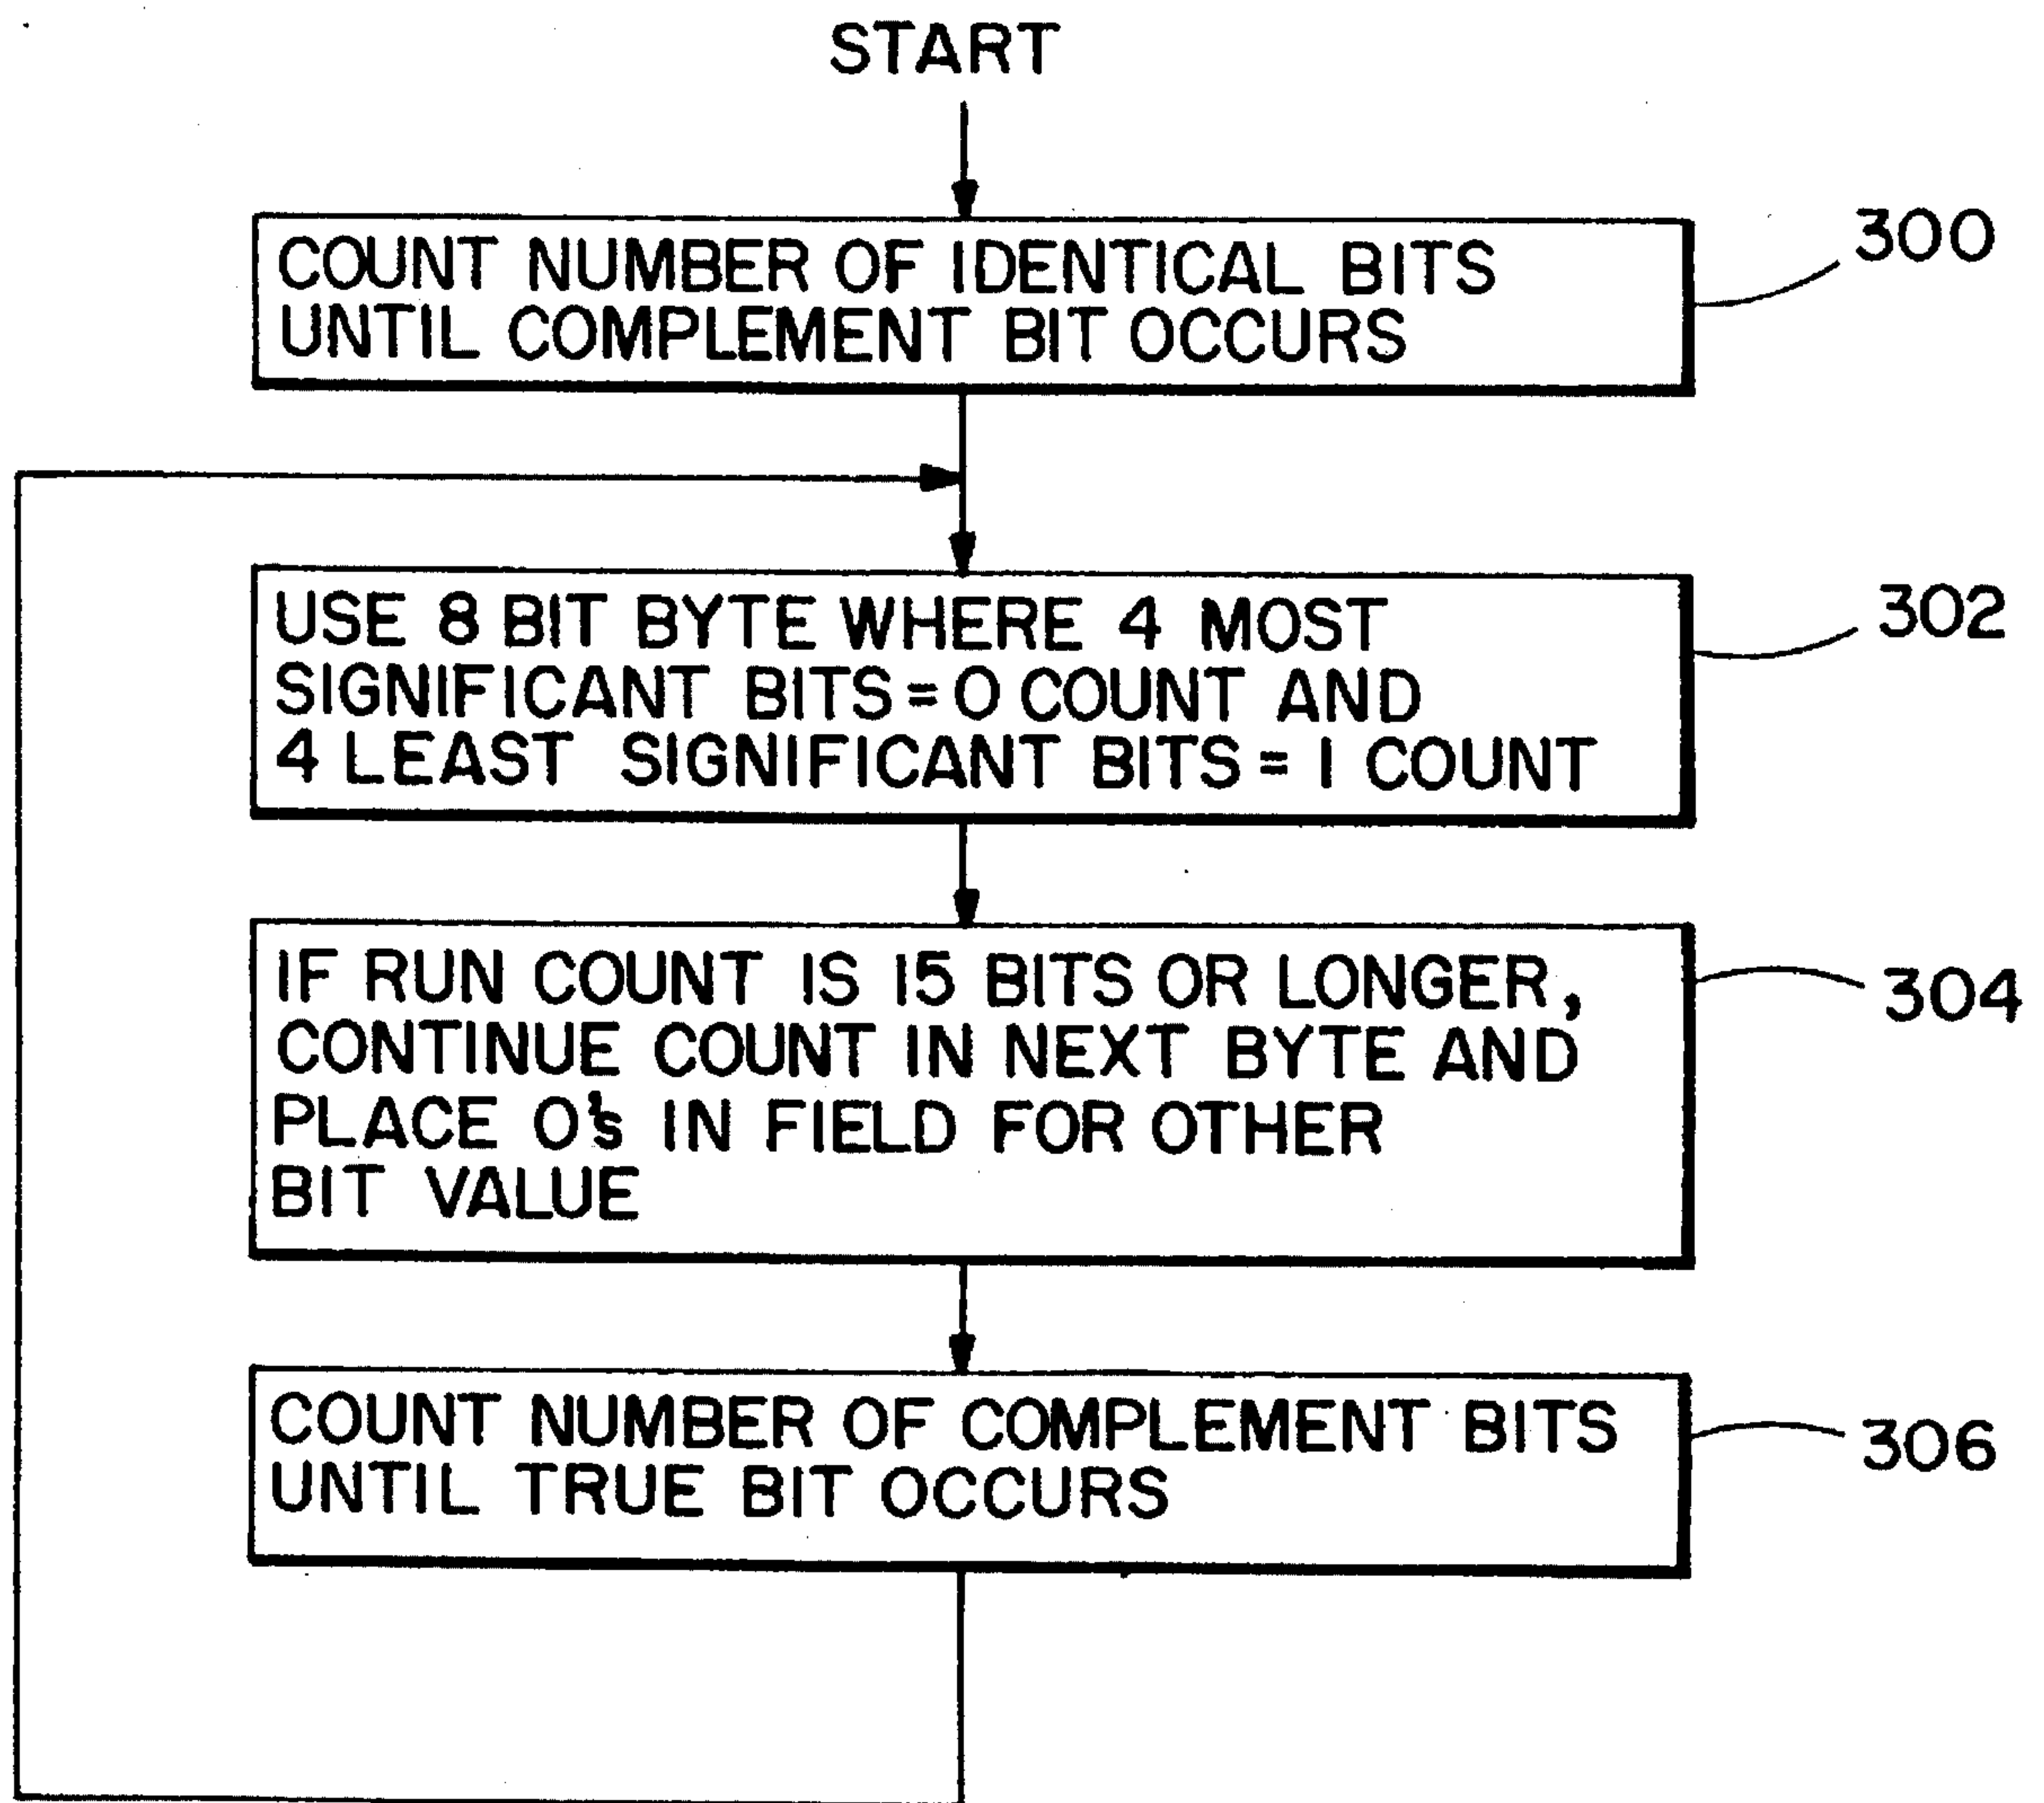 START
COUNT NUMBER OF IDENTICAL BITS
UNTIL COMPLEMENT BIT OCCURS
300
USE 8 BIT BYTE WHERE 4 MOST
SIGNIFICANT BITS = 0 COUNT AND
4 LEAST SIGNIFICANT BITS = 1 COUNT
302
IF RUN COUNT IS 15 BITS OR LONGER,
CONTINUE COUNT IN NEXT BYTE AND
PLACE 0's IN FIELD FOR OTHER
BIT VALUE
304
COUNT NUMBER OF COMPLEMENT BITS
UNTIL TRUE BIT OCCURS
306